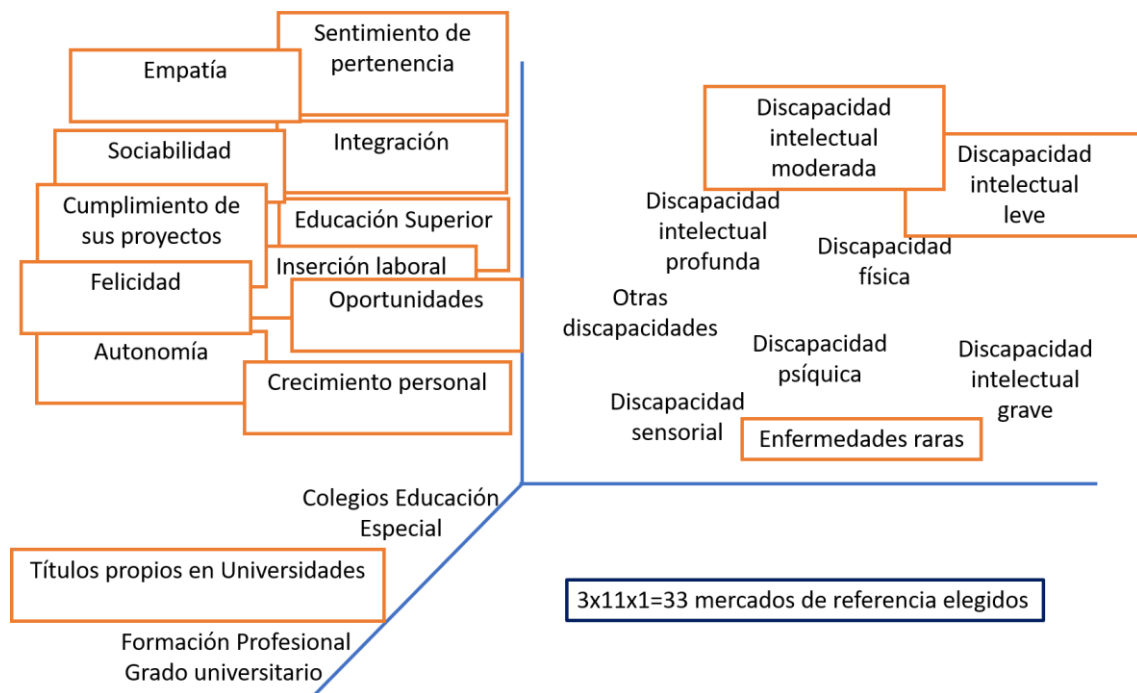 Sentimiento de
pertenencia
Empatía
Integración
Sociabilidad
Cumplimiento de
sus proyectos
Educación Superior
Inserción laboral
Felicidad
Oportunidades
Autonomía
Crecimiento personal
Discapacidad
intelectual
moderada
Discapacidad
intelectual
leve
Discapacidad
intelectual
profunda
Discapacidad
física
Otras
discapacidades
Discapacidad
psíquica
Discapacidad
intelectual
grave
Discapacidad
sensorial
Enfermedades raras
Colegios Educación
Especial
Títulos propios en Universidades
Formación Profesional
Grado universitario
3x11x1=33 mercados de referencia elegidos